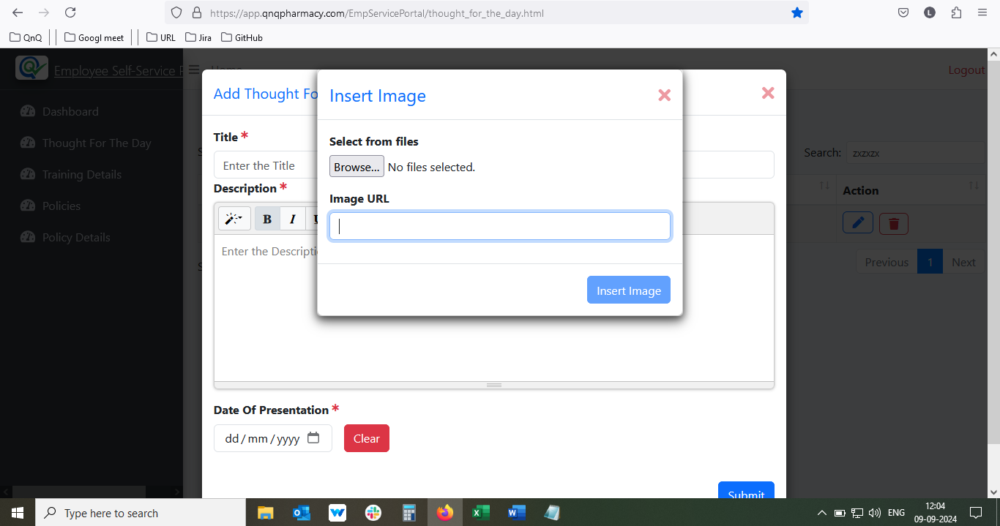 https://app.qnqpharmacy.com/EmpServicePortal/thought_for_the_day.html
L
QnQ
Googl meet
URL
Jira
GitHub
Employee Self-Service P
Home
Logout
Dashboard
Thought For The Day
Training Details
Policies
Policy Details
Add Thought Fo
Insert Image
Title *
Enter the Title
Select from files
Browse... No files selected.
Image URL
Description *
B I U
Enter the Descripti
Insert Image
S
Search: zxzxzx
Action
Previous 1 Next
Date Of Presentation *
dd / mm / yyyy
Clear
Submit
Type here to search
ENG
12:04
09-09-2024